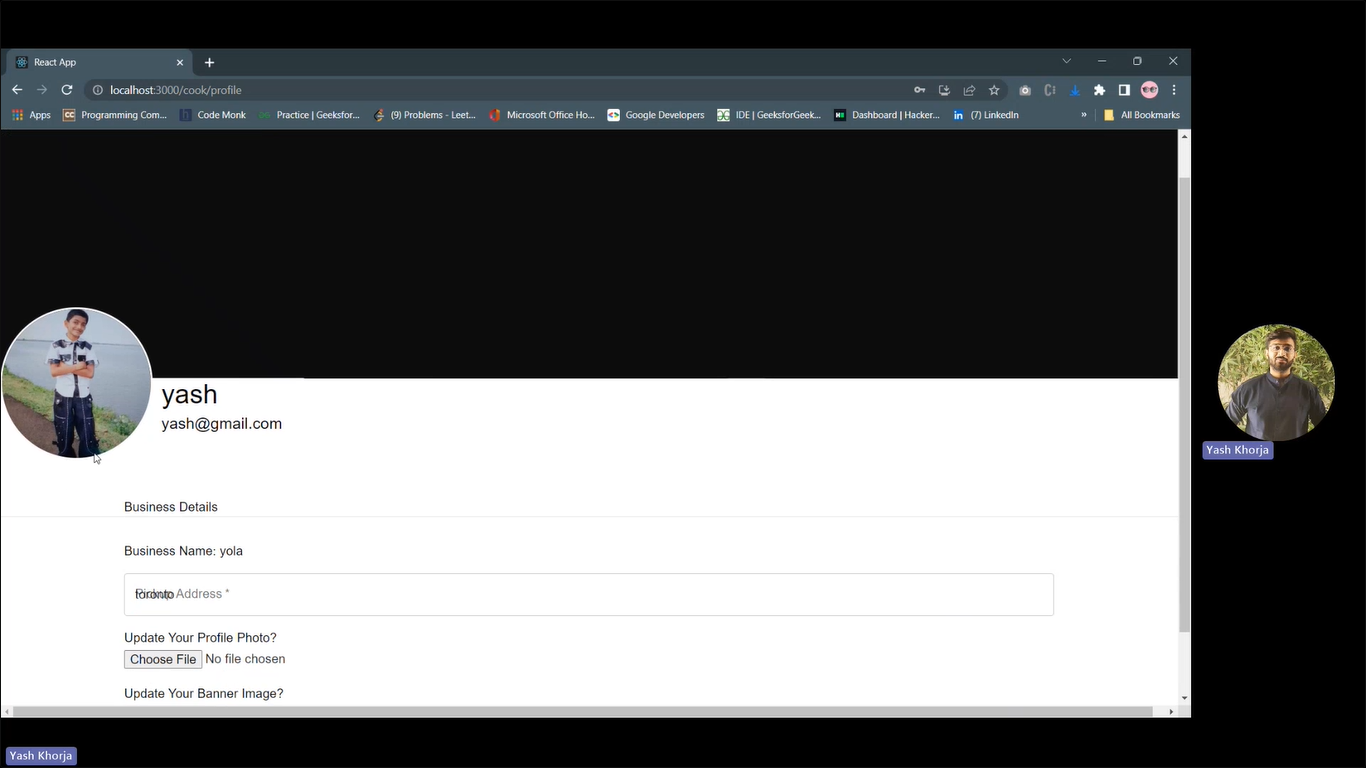 React App
localhost:3000/cook/profile
Apps
CC Programming Com...
Code Monk
Practice | Geeksfor...
(9) Problems - Leet...
Microsoft Office Ho...
Google Developers
IDE | GeeksforGeek...
Dashboard | Hacker...
in (7) LinkedIn
»
All Bookmarks
yash
yash@gmail.com
Yash Khorja
Business Details
Business Name: yola
toronto
Pickup Address *
Update Your Profile Photo?
Choose File No file chosen
Update Your Banner Image?
Yash Khorja